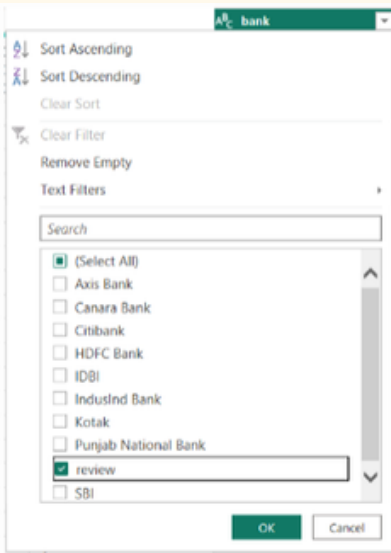 ABC bank
Sort Ascending
Sort Descending
Clear Sort
Clear Filter
Remove Empty
Text Filters
Search
(Select All)
Axis Bank
Canara Bank
Citibank
HDFC Bank
IDBI
IndusInd Bank
Kotak
Punjab National Bank
review
SBI
OK Cancel